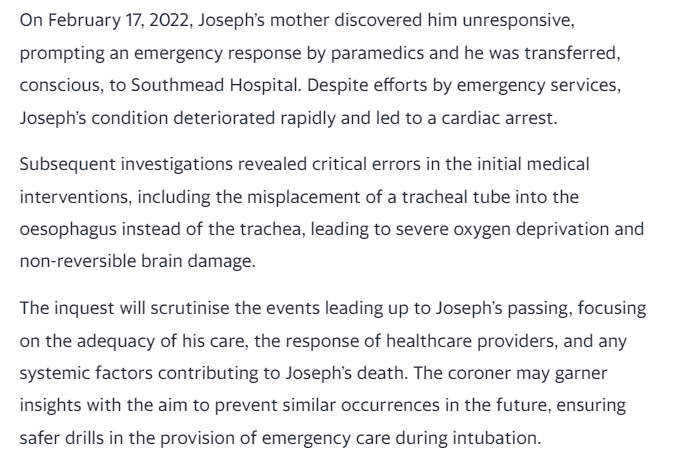 On February 17, 2022, Joseph’s mother discovered him unresponsive,
prompting an emergency response by paramedics and he was transferred,
conscious, to Southmead Hospital. Despite efforts by emergency services,
Joseph’s condition deteriorated rapidly and led to a cardiac arrest.
Subsequent investigations revealed critical errors in the initial medical
interventions, including the misplacement of a tracheal tube into the
oesophagus instead of the trachea, leading to severe oxygen deprivation and
non-reversible brain damage.
The inquest will scrutinise the events leading up to Joseph’s passing, focusing
on the adequacy of his care, the response of healthcare providers, and any
systemic factors contributing to Joseph’s death. The coroner may garner
insights with the aim to prevent similar occurrences in the future, ensuring
safer drills in the provision of emergency care during intubation.